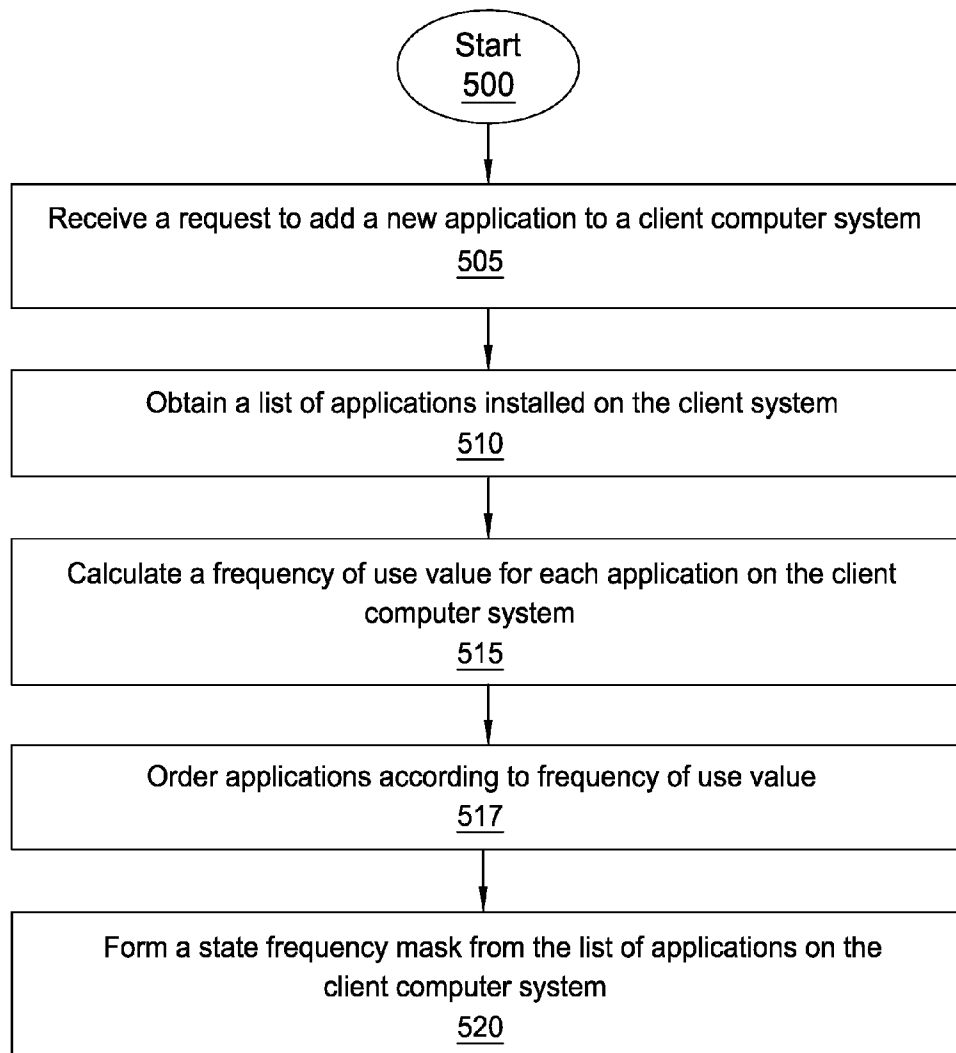 Start
500
Receive a request to add a new application to a client computer system
505
Obtain a list of applications installed on the client system
510
Calculate a frequency of use value for each application on the client
computer system
515
Order applications according to frequency of use value
517
Form a state frequency mask from the list of applications on the
client computer system
520